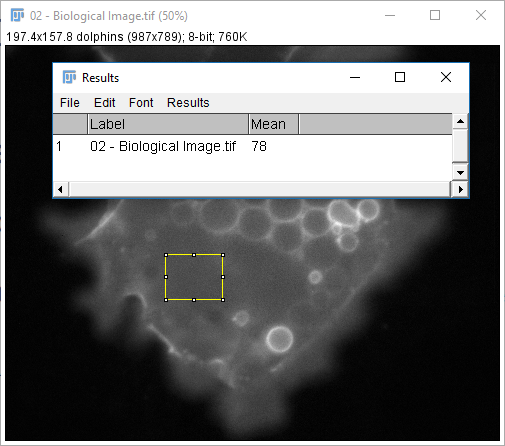 02 - Biological Image.tif (50%)
197.4x157.8 dolphins (987x789); 8-bit; 760K
Results
File Edit Font Results
Label Mean
1 02 - Biological Image.tif 78